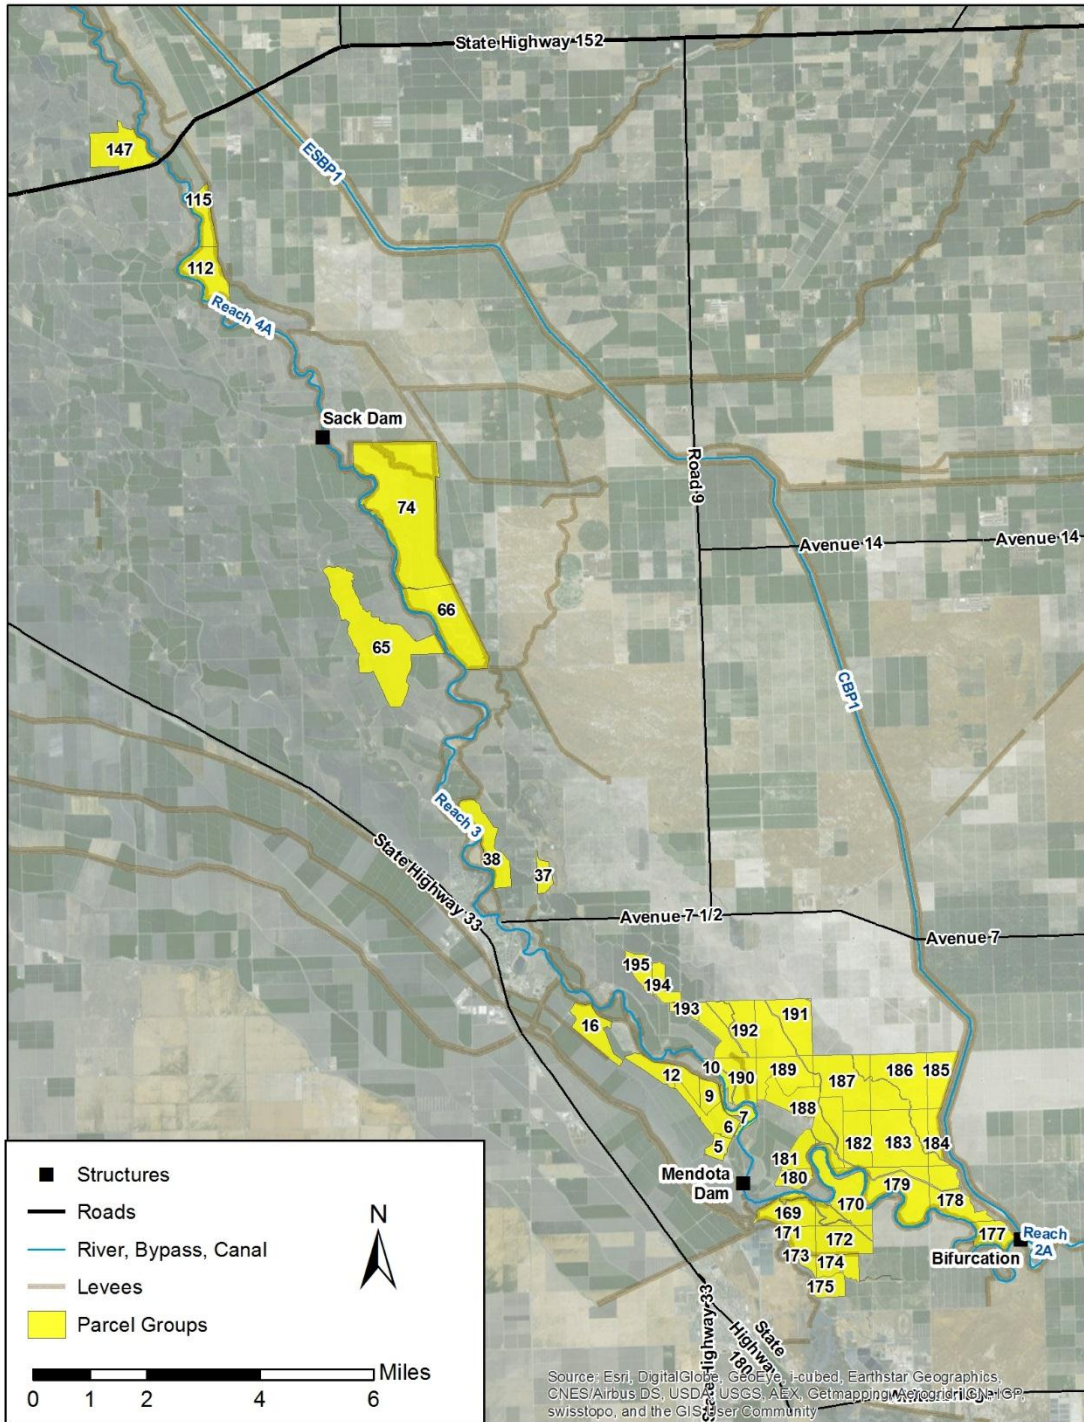 State Highway 152
147
ESBP1
115
112
Reach 4A
Sack Dam
Road 9
74
Avenue 14
Avenue 14
66
65
CBP1
Reach 3
State Highway 33
38
37
Avenue 7 1/2
Avenue 7
195
194
193
191
16
192
10
12
190
189
187
186
185
9
7
188
6
5
182
183
184
181
180
179
Mendota
Dam
170
178
169
171
172
177
Reach
2A
Bifurcation
173
174
175
State Highway 33
State
Highway
180
Structures
Roads
River, Bypass, Canal
Levees
Parcel Groups
N
Miles
0 1 2 4 6
Source: Esri, DigitalGlobe, GeoEye, i-cubed, Earthstar Geographics,
CNES/Airbus DS, USDA, USGS, AEX, Getmapping, Aerogrid, IGN, IGP,
swisstopo, and the GIS User Community